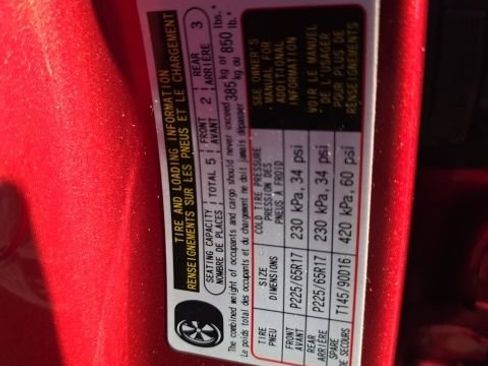 TIRE AND LOADING INFORMATION
RENSEIGNEMENTS SUR LES PNEUS ET LE CHARGEMENT
SEATING CAPACITY TOTAL 5 FRONT 2 REAR 3
NOMBRE DE PLACES AVANT ARRIÈRE
The combined weight of occupants and cargo should never exceed 385 kg or 850 lbs.
Le poids total des occupants et du chargement ne doit jamais dépasser 385 kg ou 850 lb.
TIRE SIZE COLD TIRE PRESSURE SEE OWNER'S VOIR LE MANUEL
PNEU DIMENSIONS PRESSION DES MANUAL FOR DE L'USAGER
PNEUS À FROID ADDITIONAL POUR PLUS DE
INFORMATION RENSEIGNEMENTS
FRONT P225/65R17 230 kPa, 34 psi
AVANT
REAR P225/65R17 230 kPa, 34 psi
ARRIÈRE
SPARE T145/90D16 420 kPa, 60 psi
DE SECOURS